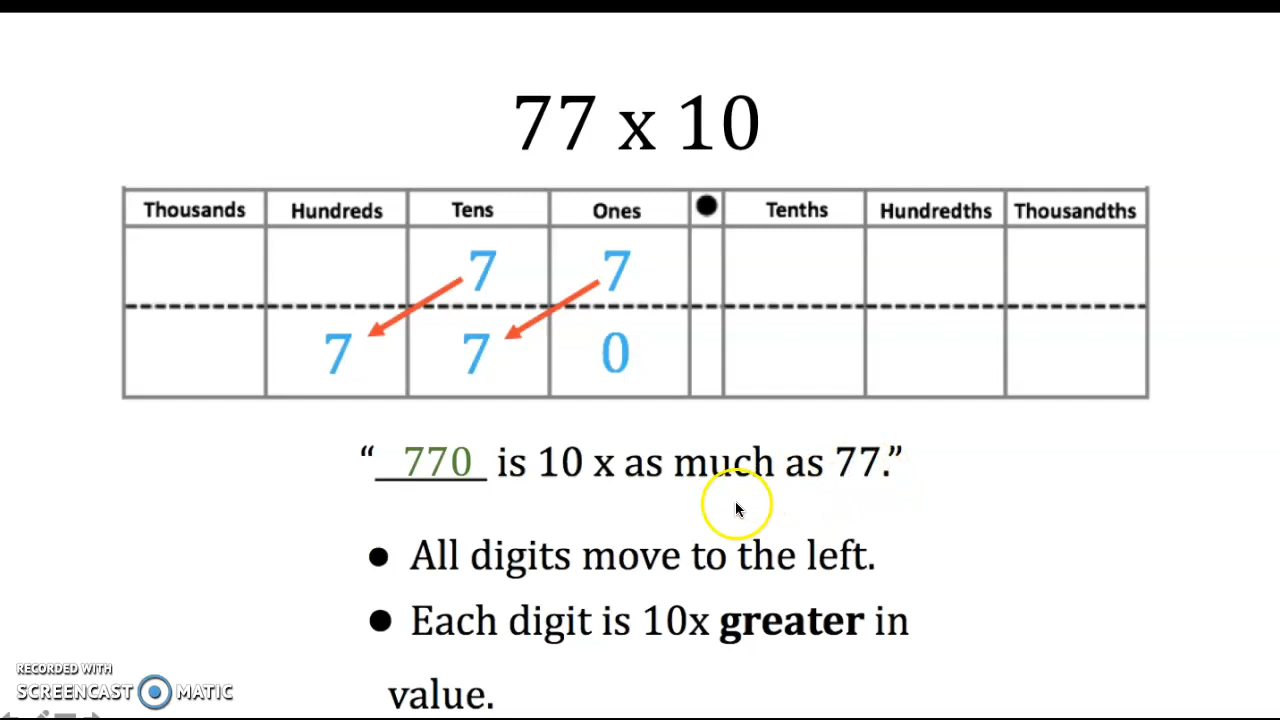 77 x 10
Thousands Hundreds Tens Ones Tenths Hundredths Thousandths
7 7
7 7 0
“ 770 is 10 x as much as 77.”
● All digits move to the left.
● Each digit is 10x greater in
value.
RECORDED WITH
SCREENCAST MATIC